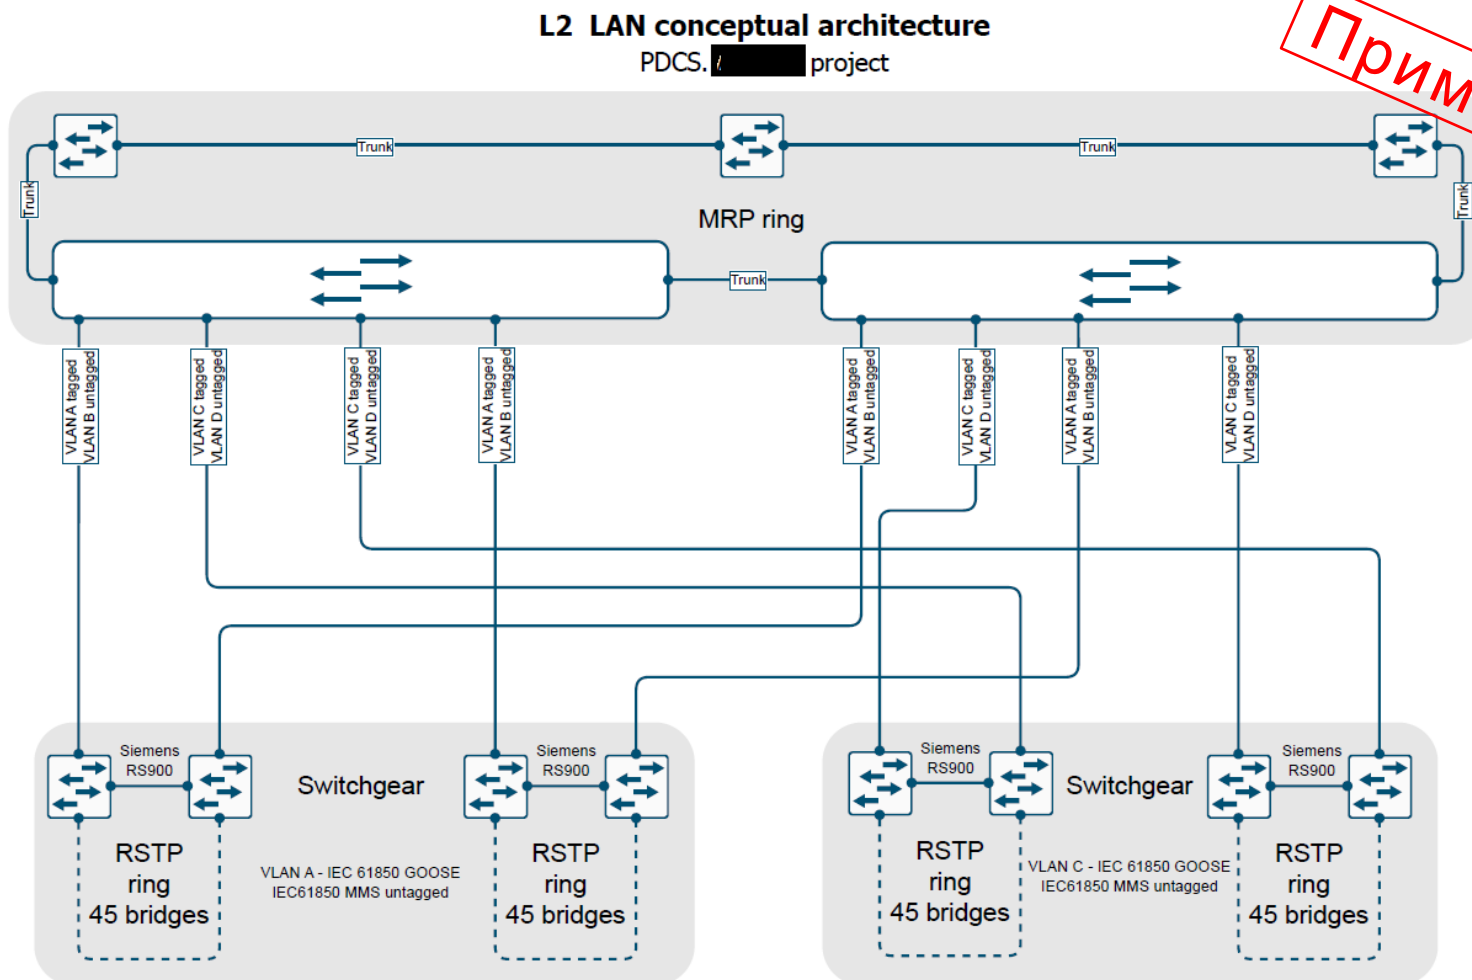 L2 LAN conceptual architecture
PDCS. project
Trunk
Trunk
Trunk
Trunk
MRP ring
Trunk
VLAN A tagged
VLAN B untagged
VLAN C tagged
VLAN D untagged
VLAN C tagged
VLAN D untagged
VLAN A tagged
VLAN B untagged
VLAN A tagged
VLAN B untagged
VLAN C tagged
VLAN D untagged
VLAN A tagged
VLAN B untagged
VLAN C tagged
VLAN D untagged
Siemens
RS900
Switchgear
Siemens
RS900
Siemens
RS900
Switchgear
Siemens
RS900
RSTP
ring
45 bridges
VLAN A - IEC 61850 GOOSE
IEC61850 MMS untagged
RSTP
ring
45 bridges
RSTP
ring
45 bridges
VLAN C - IEC 61850 GOOSE
IEC61850 MMS untagged
RSTP
ring
45 bridges